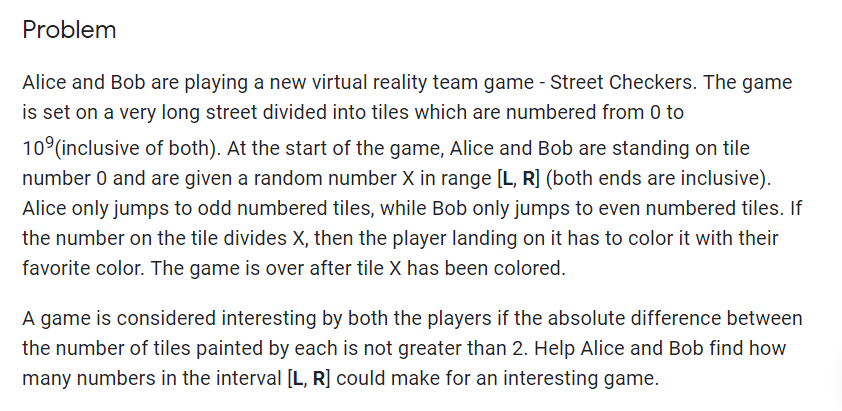 Problem
Alice and Bob are playing a new virtual reality team game - Street Checkers. The game
is set on a very long street divided into tiles which are numbered from 0 to
10⁹(inclusive of both). At the start of the game, Alice and Bob are standing on tile
number 0 and are given a random number X in range [L, R] (both ends are inclusive).
Alice only jumps to odd numbered tiles, while Bob only jumps to even numbered tiles. If
the number on the tile divides X, then the player landing on it has to color it with their
favorite color. The game is over after tile X has been colored.
A game is considered interesting by both the players if the absolute difference between
the number of tiles painted by each is not greater than 2. Help Alice and Bob find how
many numbers in the interval [L, R] could make for an interesting game.